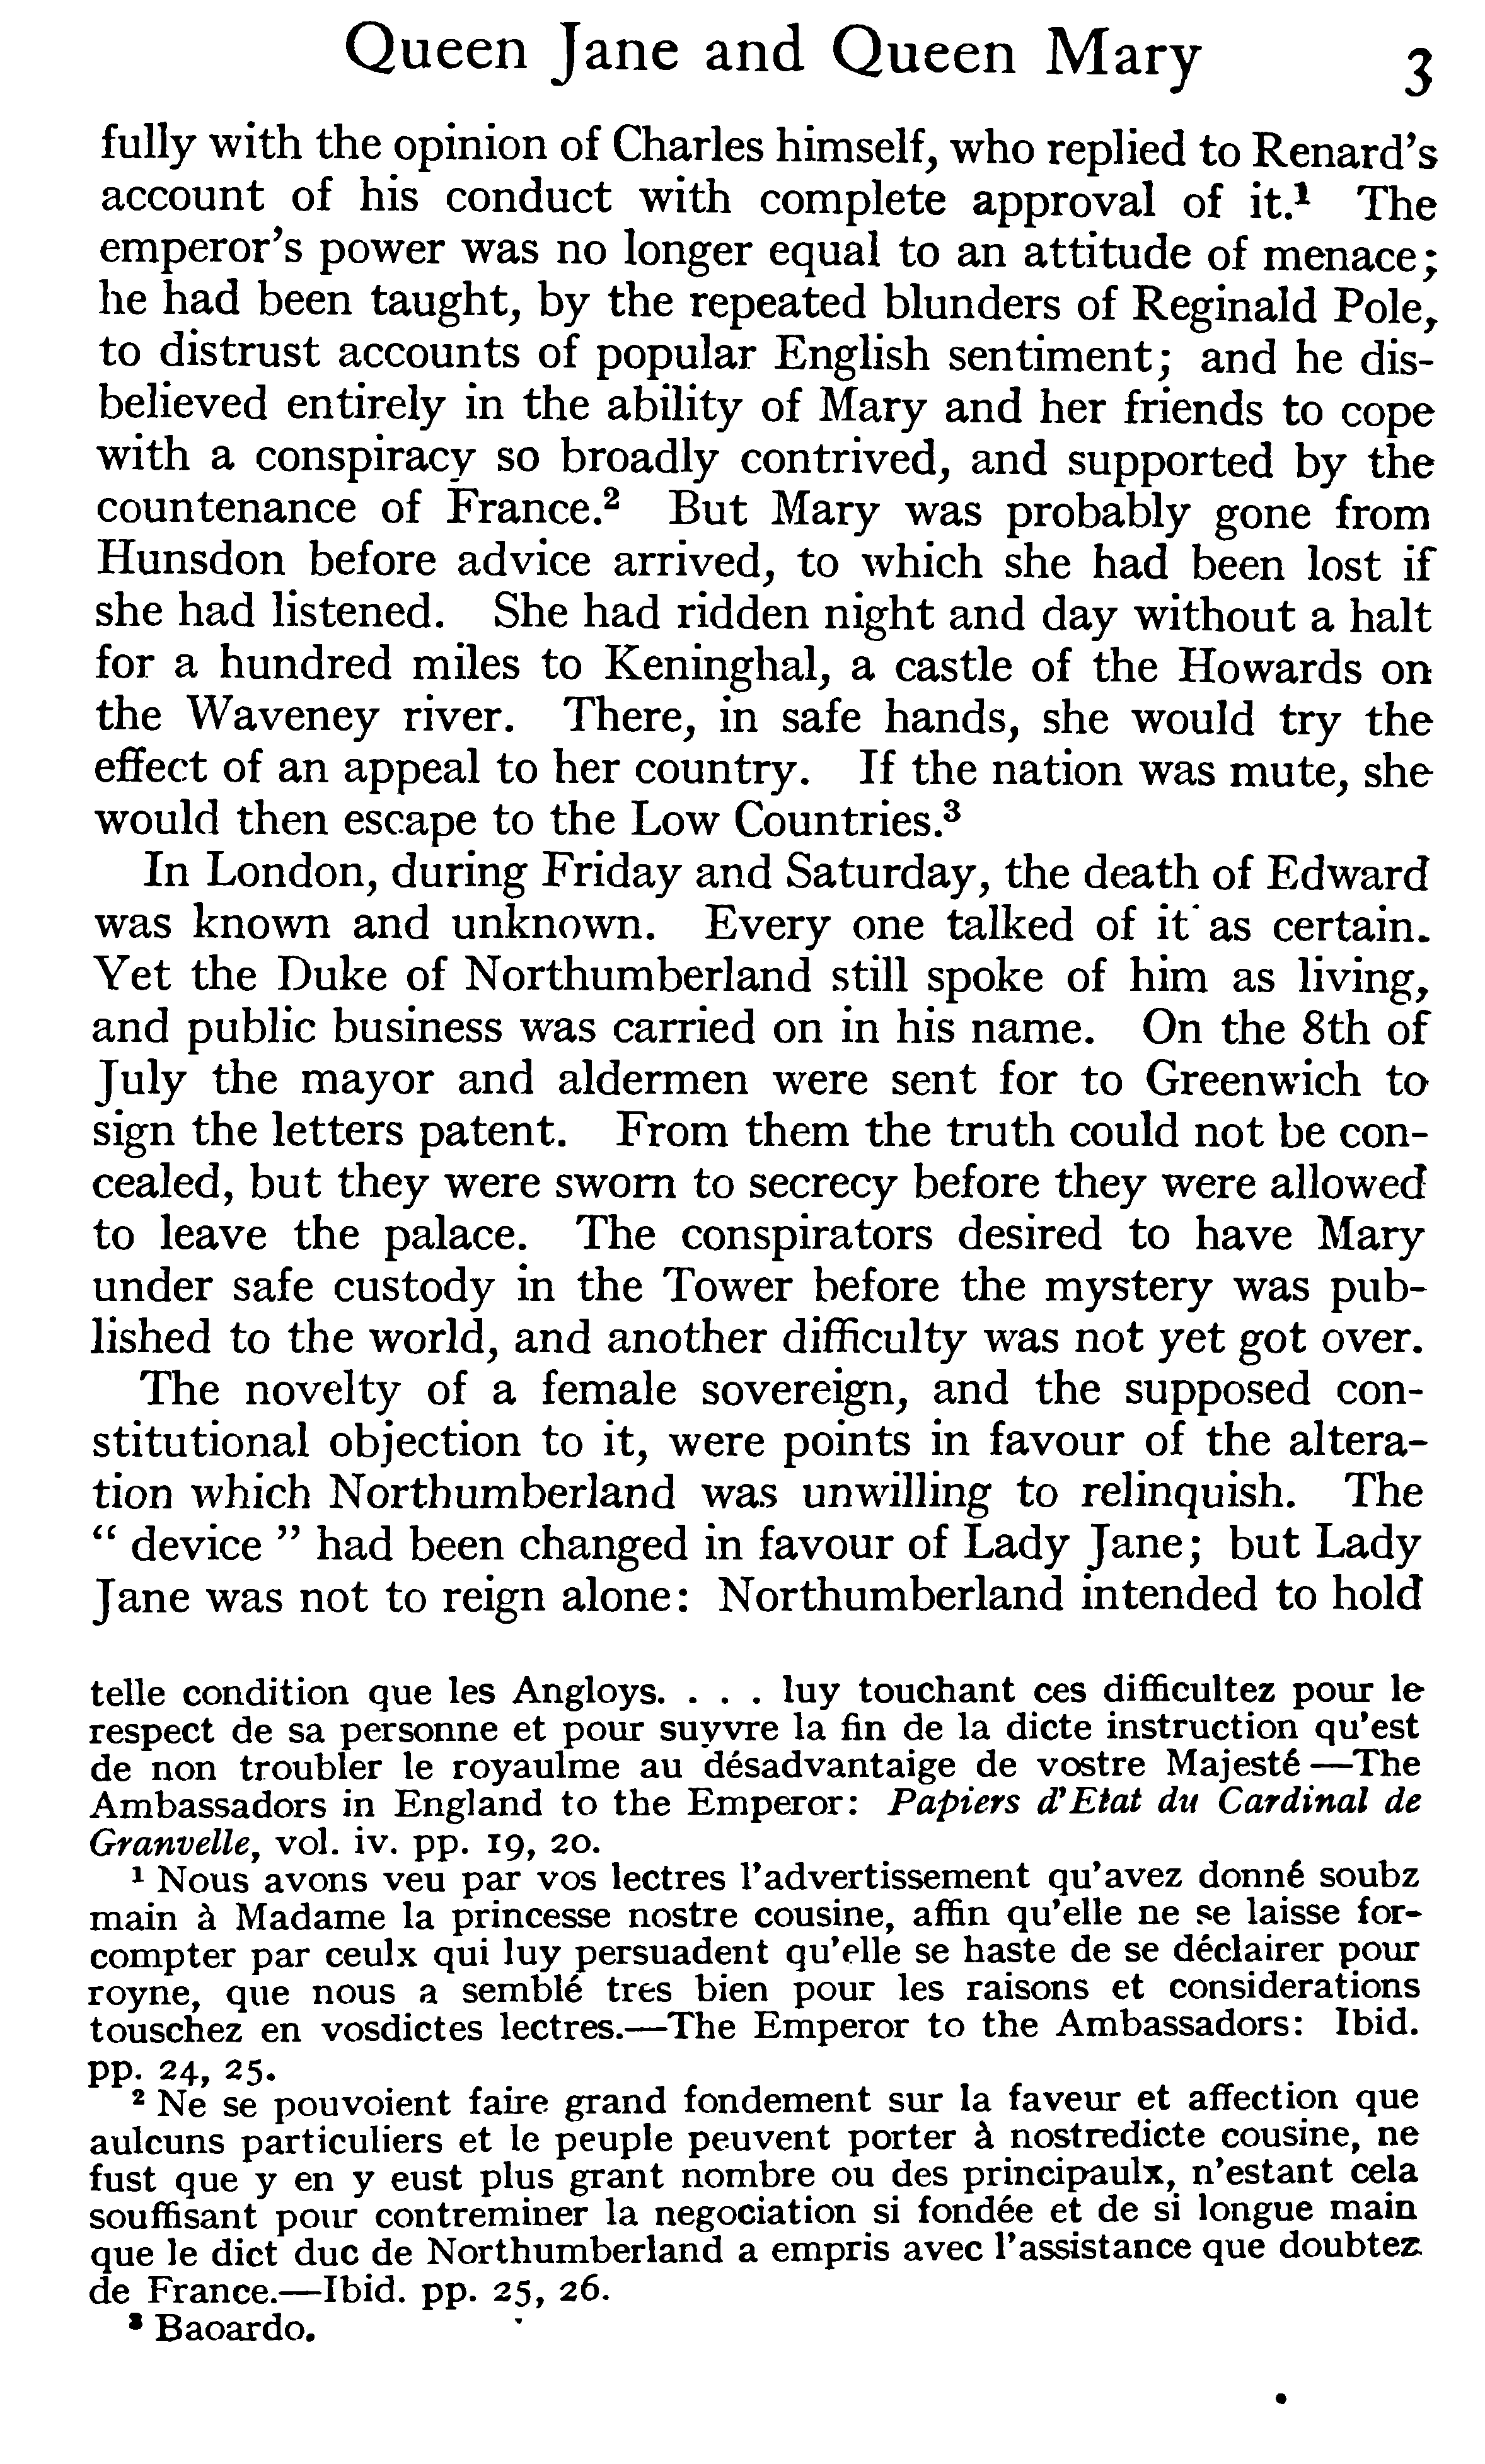 Queen Jane and Queen Mary 3
fully with the opinion of Charles himself, who replied to Renard's
account of his conduct with complete approval of it.¹ The
emperor's power was no longer equal to an attitude of menace;
he had been taught, by the repeated blunders of Reginald Pole,
to distrust accounts of popular English sentiment; and he dis-
believed entirely in the ability of Mary and her friends to cope
with a conspiracy so broadly contrived, and supported by the
countenance of France.² But Mary was probably gone from
Hunsdon before advice arrived, to which she had been lost if
she had listened. She had ridden night and day without a halt
for a hundred miles to Keninghal, a castle of the Howards on
the Waveney river. There, in safe hands, she would try the
effect of an appeal to her country. If the nation was mute, she
would then escape to the Low Countries.³
In London, during Friday and Saturday, the death of Edward
was known and unknown. Every one talked of it as certain.
Yet the Duke of Northumberland still spoke of him as living,
and public business was carried on in his name. On the 8th of
July the mayor and aldermen were sent for to Greenwich to
sign the letters patent. From them the truth could not be con-
cealed, but they were sworn to secrecy before they were allowed
to leave the palace. The conspirators desired to have Mary
under safe custody in the Tower before the mystery was pub-
lished to the world, and another difficulty was not yet got over.
The novelty of a female sovereign, and the supposed con-
stitutional objection to it, were points in favour of the altera-
tion which Northumberland was unwilling to relinquish. The
" device " had been changed in favour of Lady Jane; but Lady
Jane was not to reign alone: Northumberland intended to hold
telle condition que les Angloys. . . . luy touchant ces difficultez pour le
respect de sa personne et pour suyvre la fin de la dicte instruction qu'est
de non troubler le royaulme au désadvantaige de vostre Majesté—The
Ambassadors in England to the Emperor: Papiers d'Etat du Cardinal de
Granvelle, vol. iv. pp. 19, 20.
¹ Nous avons veu par vos lectres l'advertissement qu'avez donné soubz
main à Madame la princesse nostre cousine, affin qu'elle ne se laisse for-
compter par ceulx qui luy persuadent qu'elle se haste de se déclairer pour
royne, que nous a semblé tres bien pour les raisons et considerations
touschez en vosdictes lectres.—The Emperor to the Ambassadors: Ibid.
pp. 24, 25.
² Ne se pouvoient faire grand fondement sur la faveur et affection que
aulcuns particuliers et le peuple peuvent porter à nostredicte cousine, ne
fust que y en y eust plus grant nombre ou des principaulx, n'estant cela
souffisant pour contreminer la negociation si fondée et de si longue main
que le dict duc de Northumberland a empris avec l'assistance que doubtez
de France.—Ibid. pp. 25, 26.
³ Baoardo.